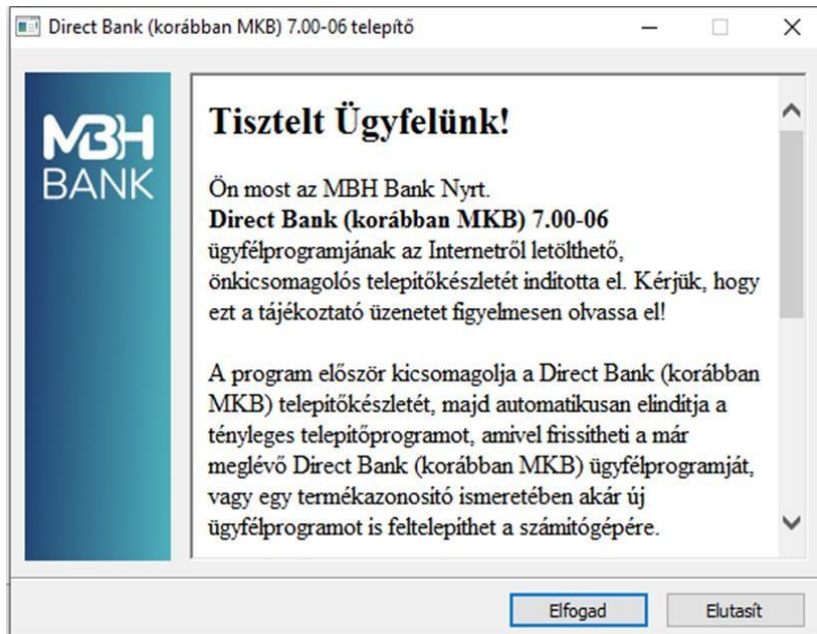 Direct Bank (korábban MKB) 7.00-06 telepítő
MBH
BANK
Tisztelt Ügyfelünk!
Ön most az MBH Bank Nyrt.
Direct Bank (korábban MKB) 7.00-06
ügyfélprogramjának az Internetről letölthető,
önkicsomagolós telepítőkészletét indította el. Kérjük, hogy
ezt a tájékoztató üzenetet figyelmesen olvassa el!
A program először kicsomagolja a Direct Bank (korábban
MKB) telepítőkészletét, majd automatikusan elindítja a
tényleges telepítőprogramot, amivel frissítheti a már
meglévő Direct Bank (korábban MKB) ügyfélprogramját,
vagy egy termékazonosító ismeretében akár új
ügyfélprogramot is feltelepíthet a számítógépére.
Elfogad
Elutasít